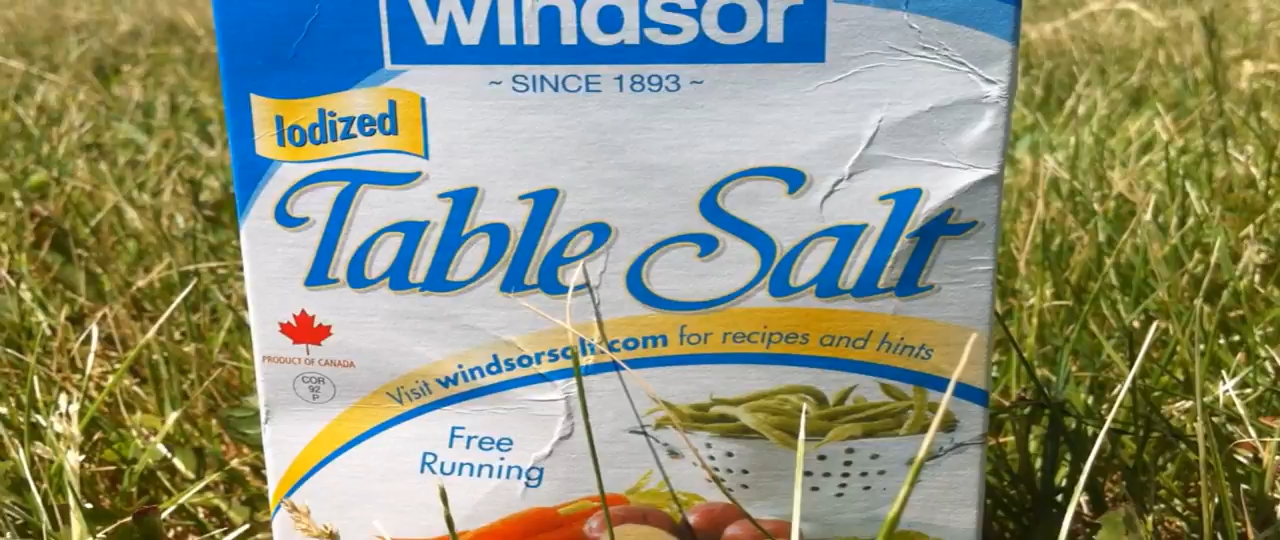 Windsor
~ SINCE 1893 ~
Iodized
Table Salt
PRODUCT OF CANADA
COR
92
P
Visit windsorsalt.com for recipes and hints
Free
Running